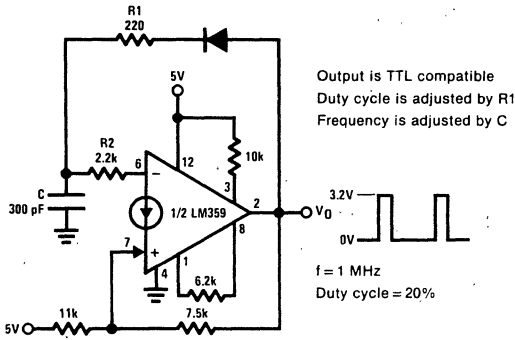 R1
220
5V
Output is TTL compatible
Duty cycle is adjusted by R1
Frequency is adjusted by C
R2
2.2k
6
12
10k
3
C
300 pF
1/2 LM359
2
V₀
8
7
4
1
6.2k
3.2V
0V
f = 1 MHz
Duty cycle = 20%
5V
11k
7.5k